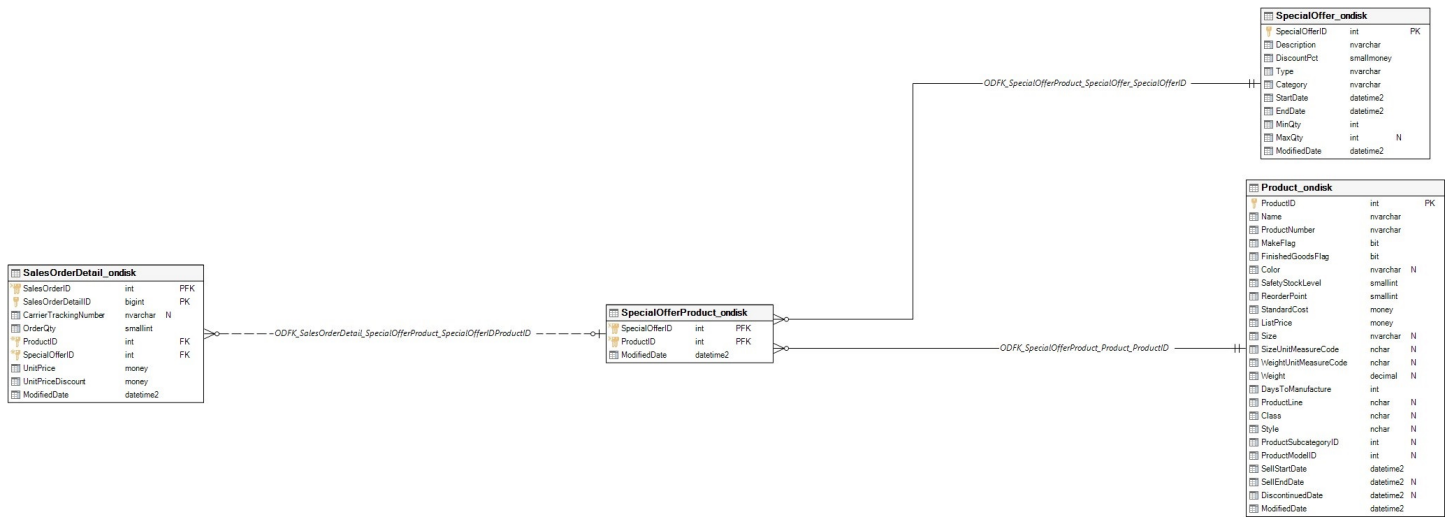 SpecialOffer_ondisk
SpecialOfferID int PK
Description nvarchar
DiscountPct smallmoney
Type nvarchar
Category nvarchar
StartDate datetime2
EndDate datetime2
MinQty int
MaxQty int N
ModifiedDate datetime2
ODFK_SpecialOfferProduct_SpecialOffer_SpecialOfferID
Product_ondisk
ProductID int PK
Name nvarchar
ProductNumber nvarchar
MakeFlag bit
FinishedGoodsFlag bit
Color nvarchar N
SafetyStockLevel smallint
ReorderPoint smallint
StandardCost money
ListPrice money
Size nvarchar N
SizeUnitMeasureCode nchar N
WeightUnitMeasureCode nchar N
Weight decimal N
DaysToManufacture int
ProductLine nchar N
Class nchar N
Style nchar N
ProductSubcategoryID int N
ProductModelID int N
SellStartDate datetime2
SellEndDate datetime2 N
DiscontinuedDate datetime2 N
ModifiedDate datetime2
SalesOrderDetail_ondisk
SalesOrderID int PFK
SalesOrderDetailID bigint PK
CarrierTrackingNumber nvarchar N
OrderQty smallint
ProductID int FK
SpecialOfferID int FK
UnitPrice money
UnitPriceDiscount money
ModifiedDate datetime2
ODFK_SalesOrderDetail_SpecialOfferProduct_SpecialOfferIDProductID
SpecialOfferProduct_ondisk
SpecialOfferID int PFK
ProductID int PFK
ModifiedDate datetime2
ODFK_SpecialOfferProduct_Product_ProductID